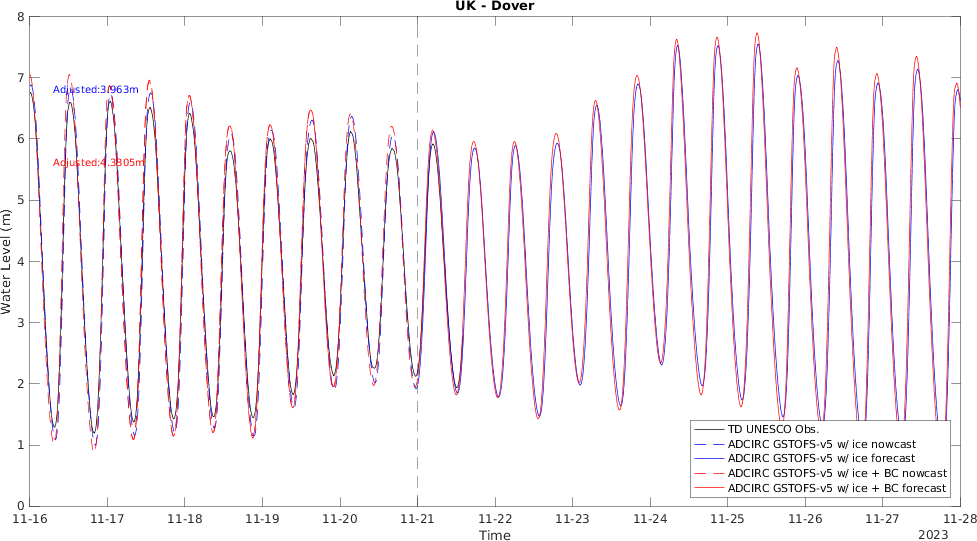 UK - Dover
8
7
6
5
4
3
2
1
0
Water Level (m)
Adjusted:3.963m
Adjusted:4.3305m
TD UNESCO Obs.
ADCIRC GSTOFS-v5 w/ ice nowcast
ADCIRC GSTOFS-v5 w/ ice forecast
ADCIRC GSTOFS-v5 w/ ice + BC nowcast
ADCIRC GSTOFS-v5 w/ ice + BC forecast
11-16 11-17 11-18 11-19 11-20 11-21 11-22 11-23 11-24 11-25 11-26 11-27 11-28
Time
2023